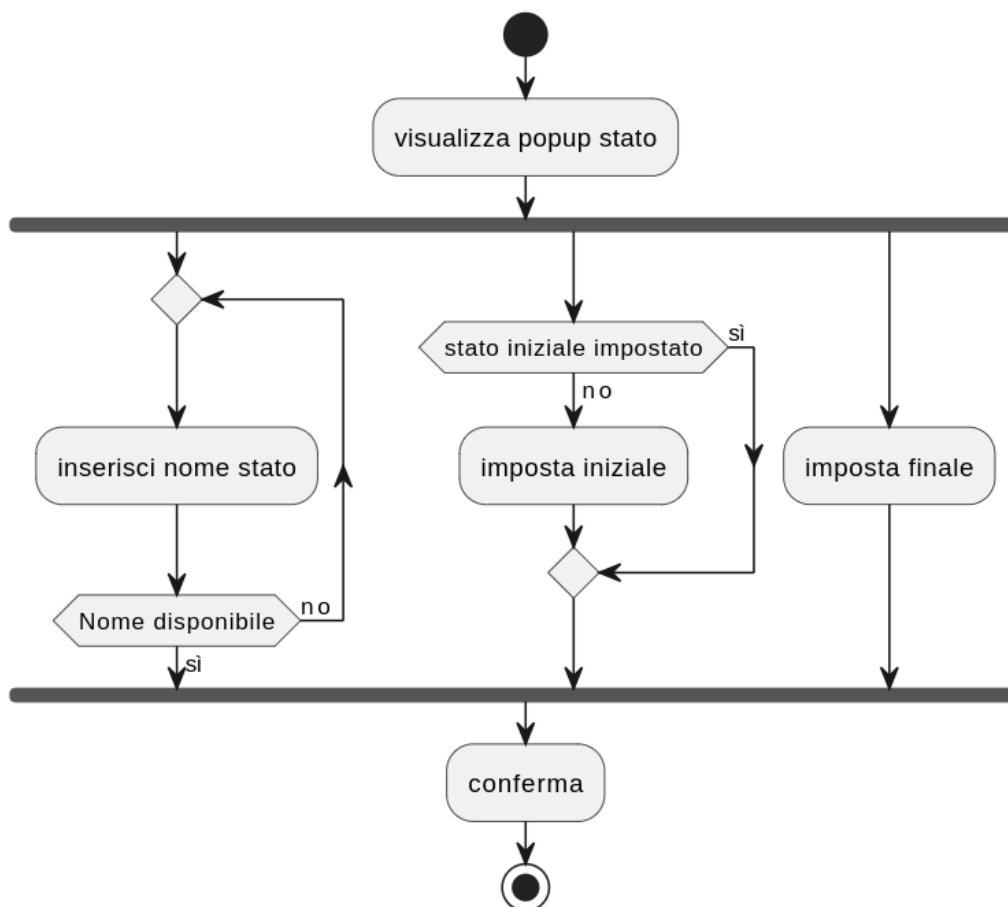 visualizza popup stato
stato iniziale impostato
sì
no
inserisci nome stato
imposta iniziale
imposta finale
Nome disponibile
no
sì
conferma